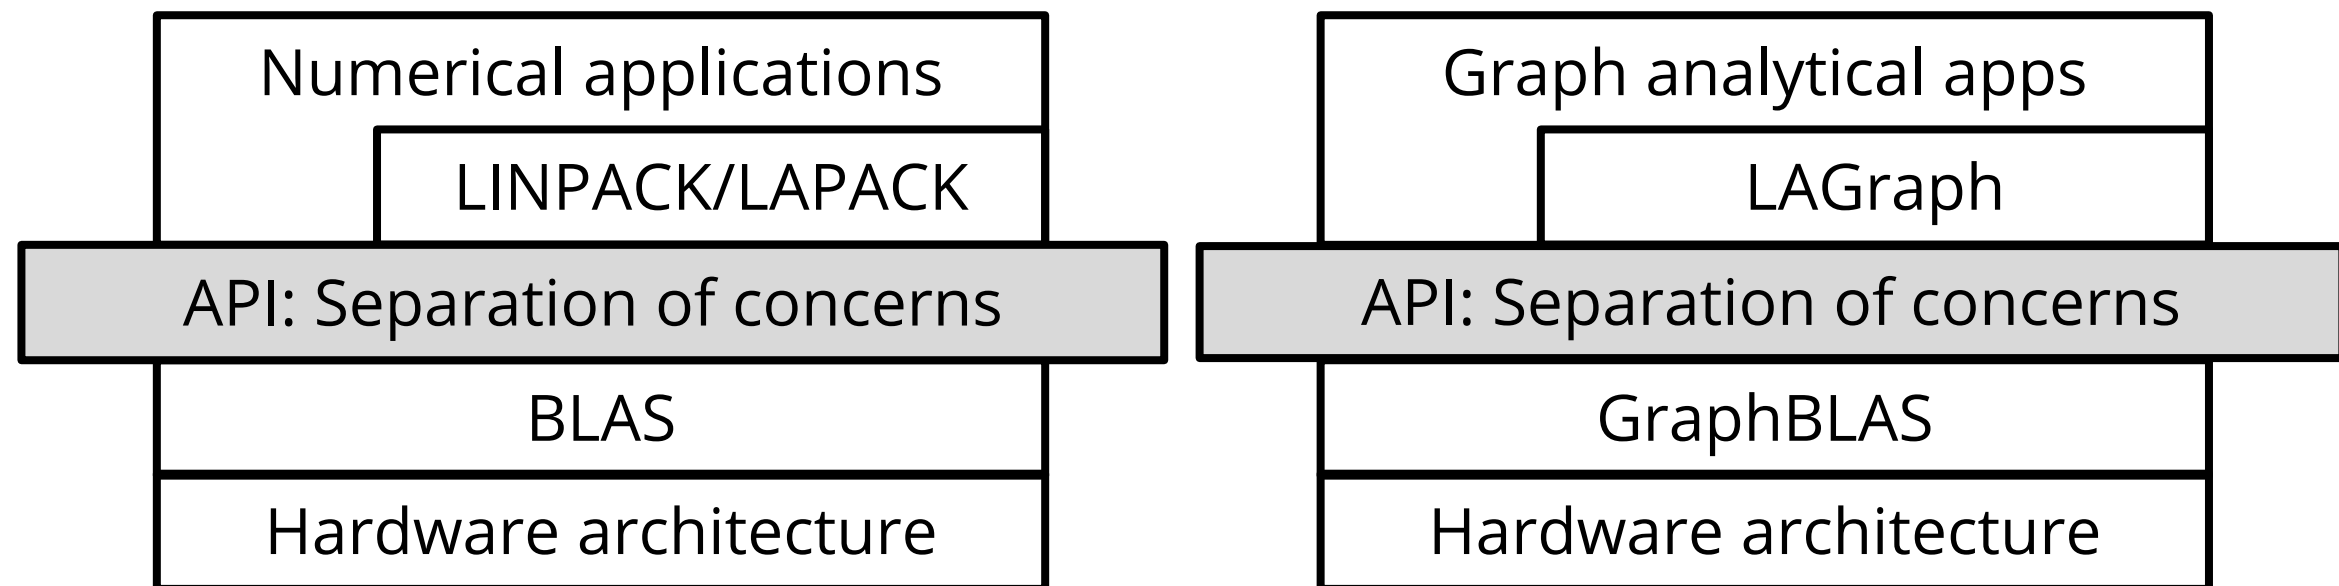 Numerical applications
LINPACK/LAPACK
API: Separation of concerns
BLAS
Hardware architecture
Graph analytical apps
LAGraph
API: Separation of concerns
GraphBLAS
Hardware architecture